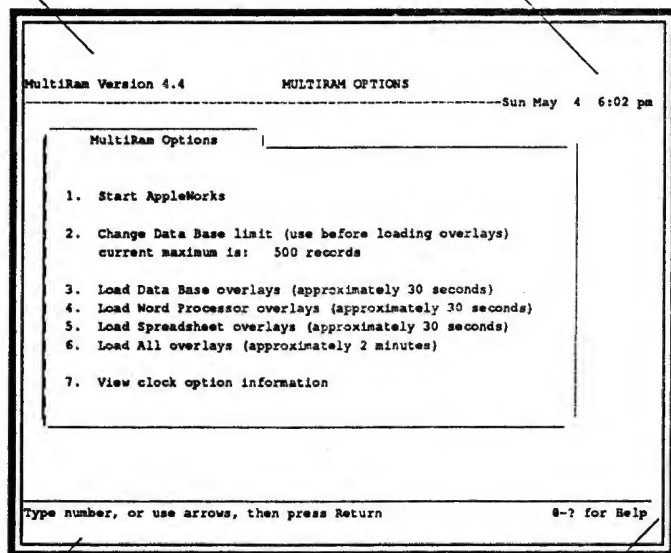 MultiRam Version 4.4 MULTIRAM OPTIONS
Sun May 4 6:02 pm
MultiRam Options
1. Start AppleWorks
2. Change Data Base limit (use before loading overlays)
current maximum is: 500 records
3. Load Data Base overlays (approximately 30 seconds)
4. Load Word Processor overlays (approximately 30 seconds)
5. Load Spreadsheet overlays (approximately 30 seconds)
6. Load All overlays (approximately 2 minutes)
7. View clock option information
Type number, or use arrows, then press Return @-? for Help